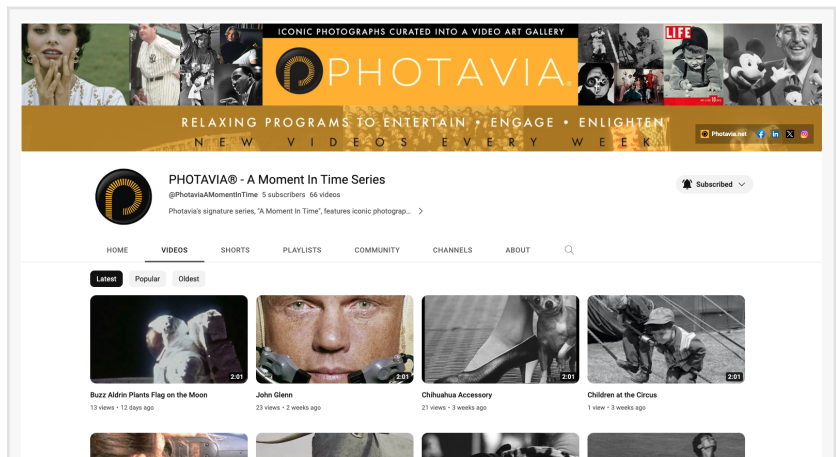 ICONIC PHOTOGRAPHS CURATED INTO A VIDEO ART GALLERY
LIFE
PHOTAVIA®
RELAXING PROGRAMS TO ENTERTAIN • ENGAGE • ENLIGHTEN
NEW VIDEOS EVERY WEEK
Photavia.net
PHOTAVIA® - A Moment In Time Series
@PhotaviaAMomentInTime 5 subscribers 66 videos
Subscribed
Photavia's signature series, "A Moment In Time", features iconic photograp...
HOME VIDEOS SHORTS PLAYLISTS COMMUNITY CHANNELS ABOUT
Latest Popular Oldest
2:01 2:01 2:01 2:01
Buzz Aldrin Plants Flag on the Moon John Glenn Chihuahua Accessory Children at the Circus
13 views • 12 days ago 23 views • 2 weeks ago 21 views • 3 weeks ago 1 view • 3 weeks ago